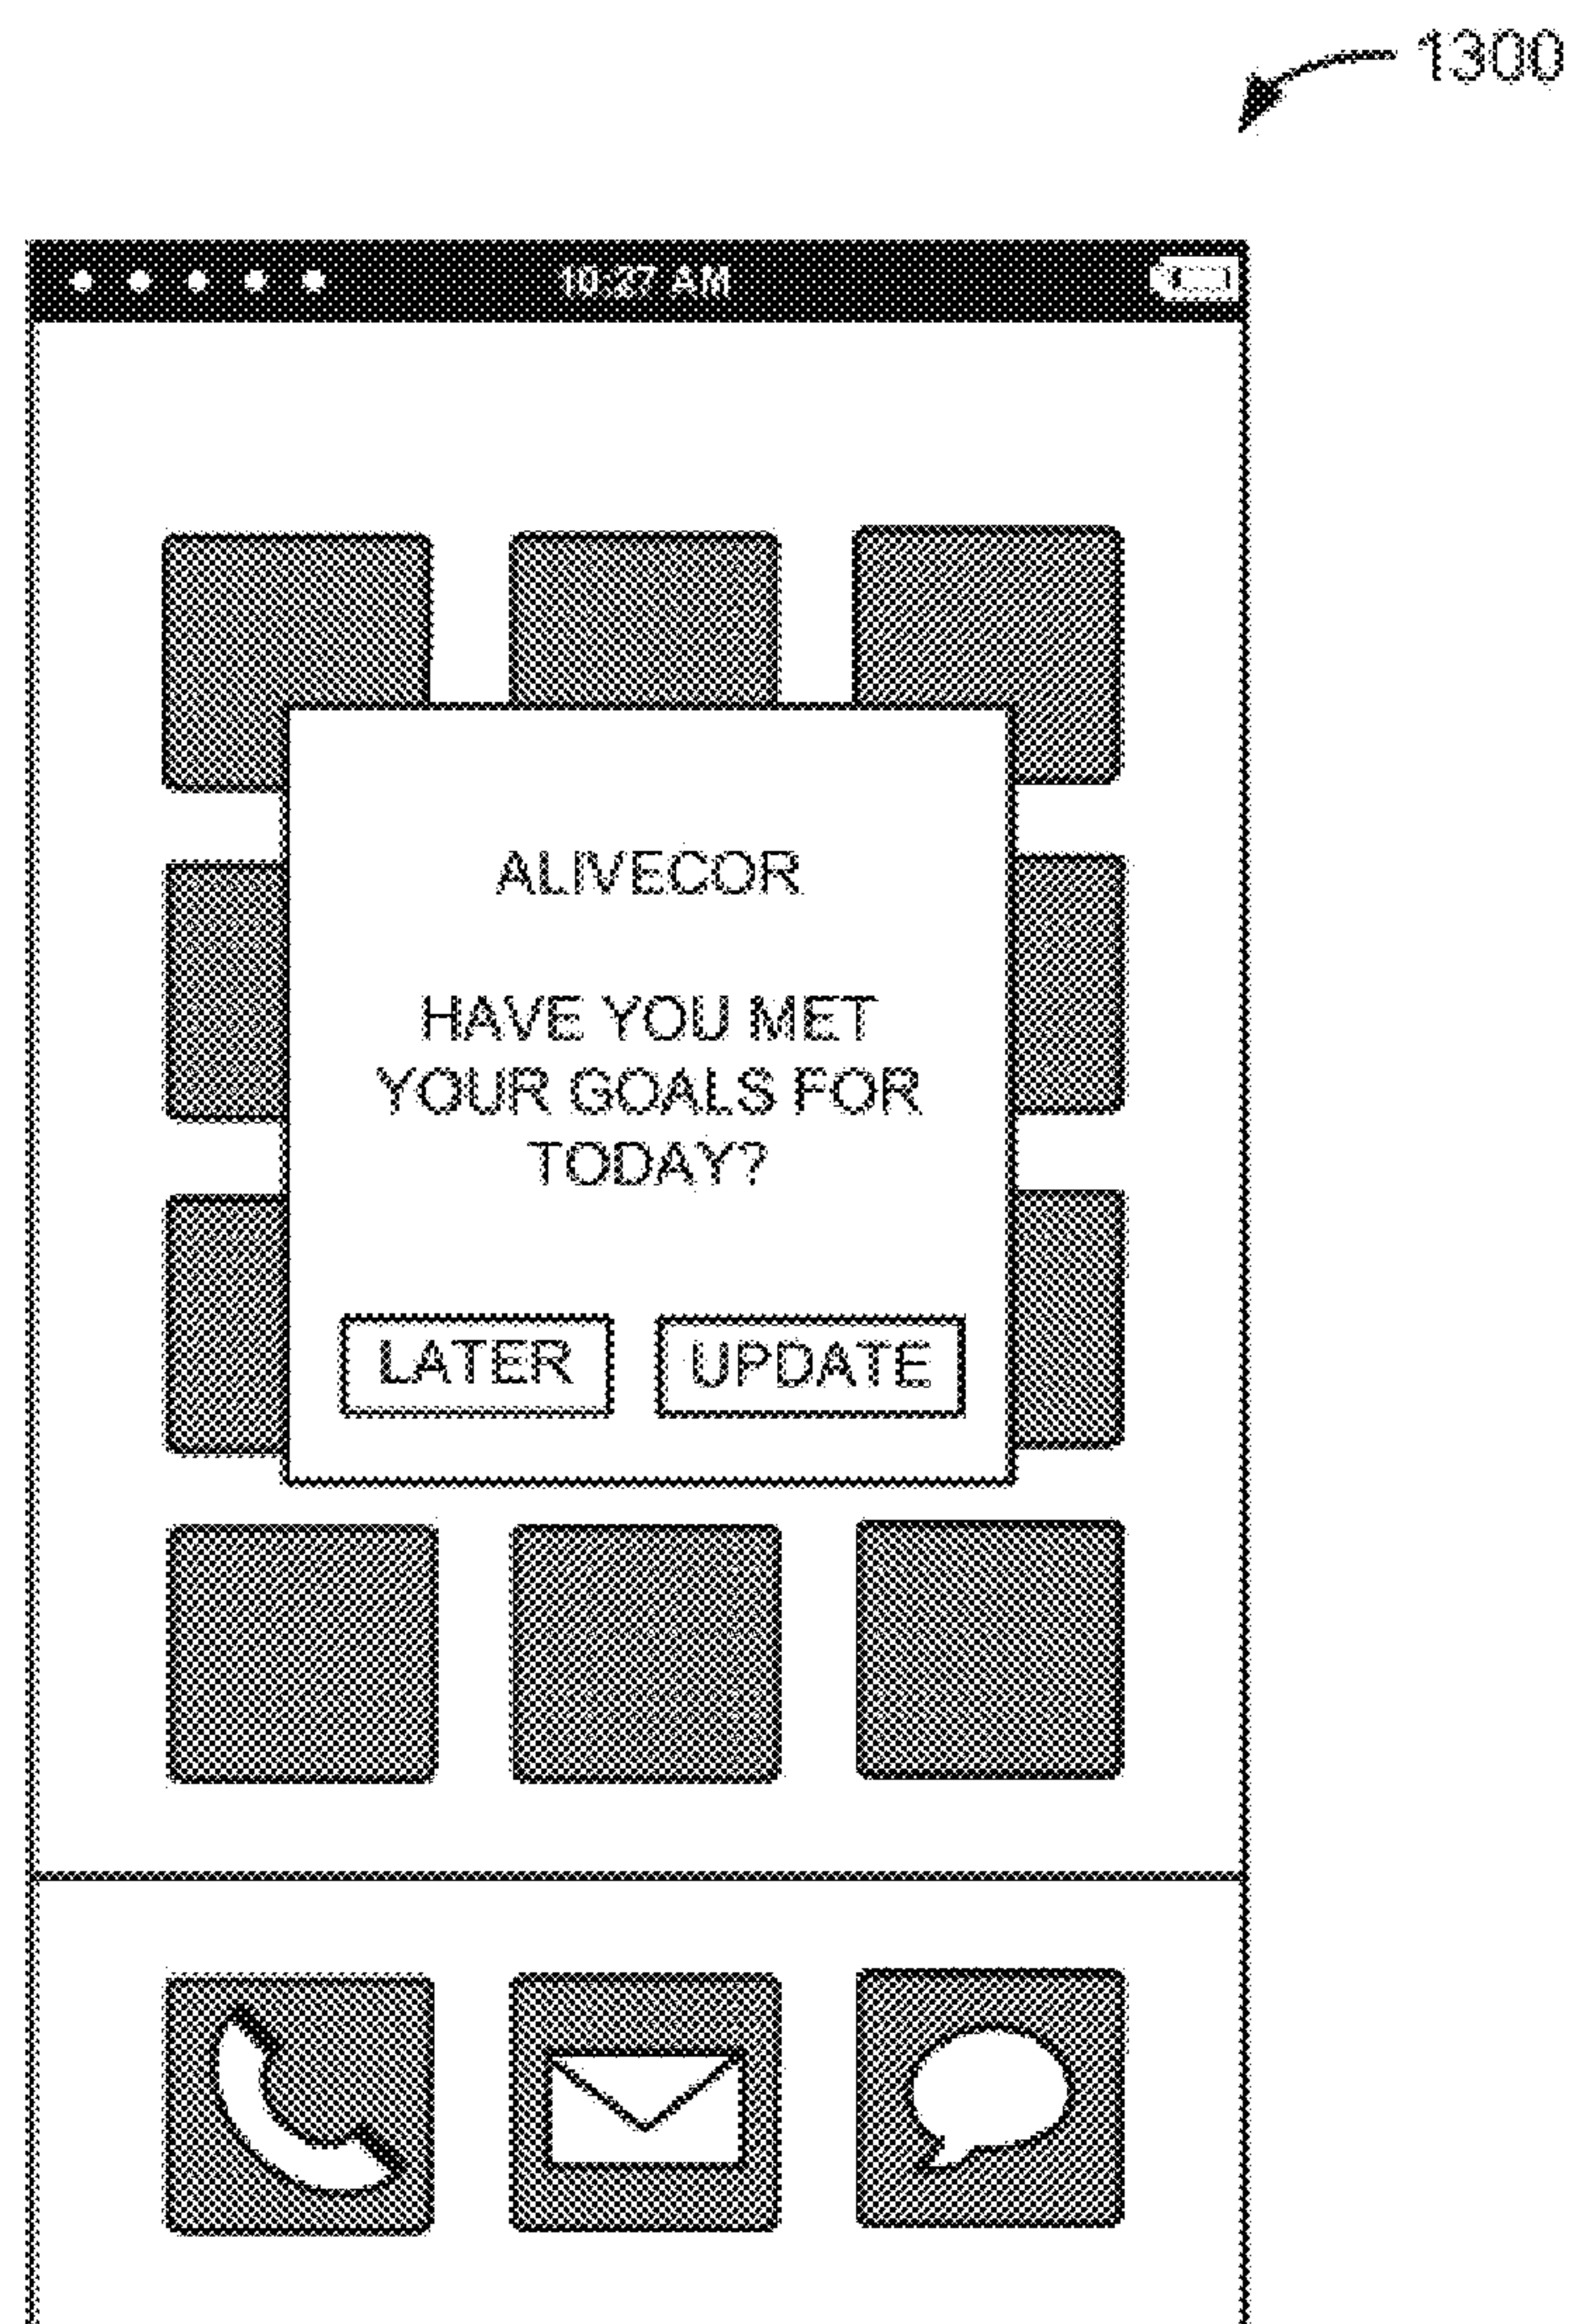 1300
10:27 AM
ALIVECOR
HAVE YOU MET
YOUR GOALS FOR
TODAY?
LATER
UPDATE